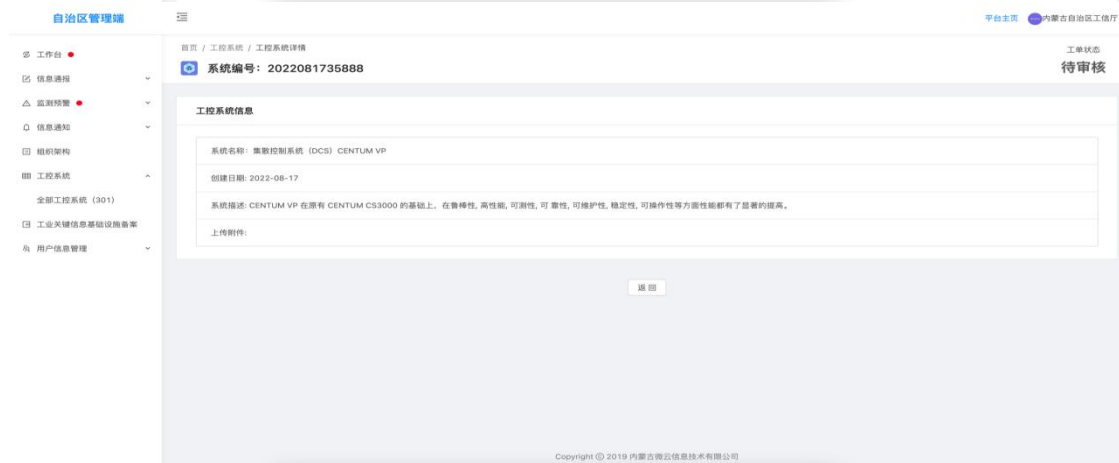 自治区管理端
平台主页 内蒙古自治区工信厅
工作台
信息通报
监测预警
信息通知
组织架构
工控系统
全部工控系统（301）
工业关键信息基础设施备案
用户信息管理
首页 / 工控系统 / 工控系统详情
系统编号：2022081735888
工单状态
待审核
工控系统信息
系统名称：集散控制系统（DCS）CENTUM VP
创建日期: 2022-08-17
系统描述: CENTUM VP 在原有 CENTUM CS3000 的基础上，在鲁棒性, 高性能, 可测性, 可 靠性, 可维护性, 稳定性, 可操作性等方面性能都有了显著的提高。
上传附件:
返 回
Copyright © 2019 内蒙古微云信息技术有限公司